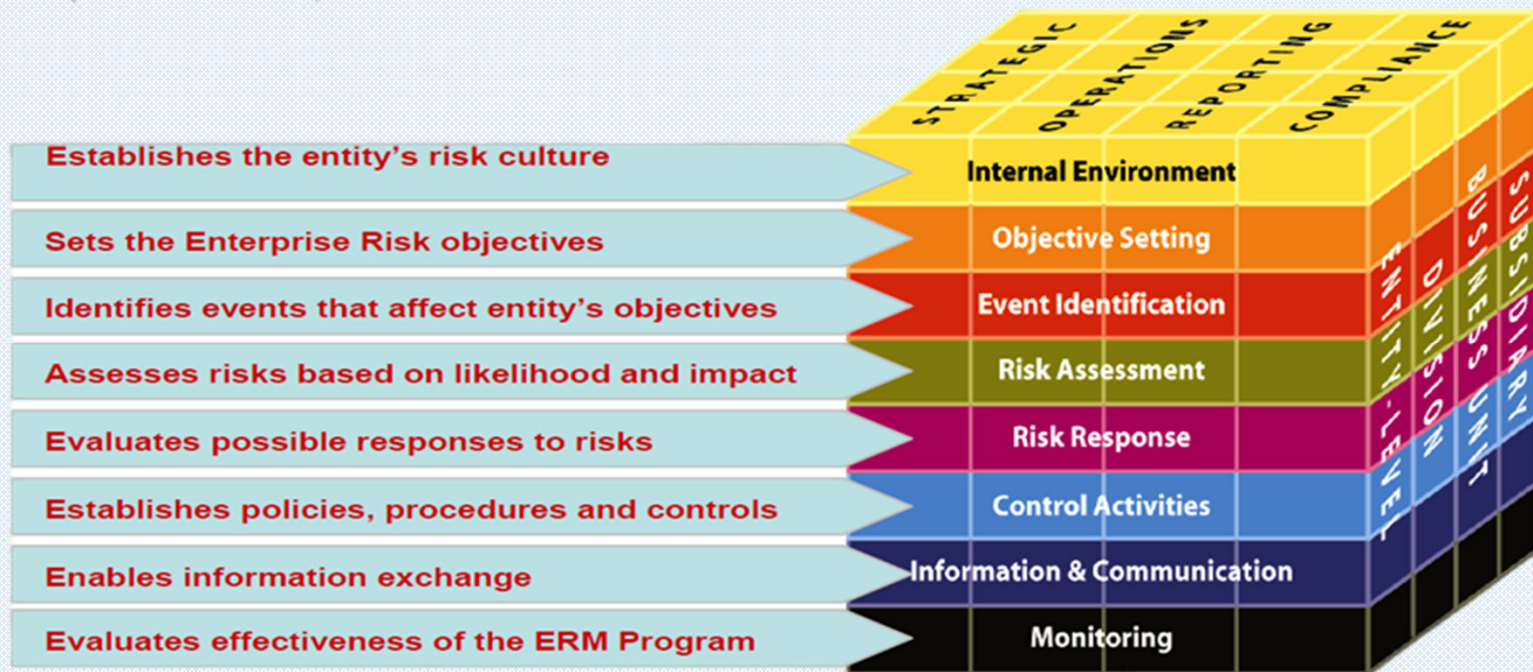 STRATEGIC
OPERATIONS
REPORTING
COMPLIANCE
Establishes the entity's risk culture
Internal Environment
Sets the Enterprise Risk objectives
Objective Setting
Identifies events that affect entity's objectives
Event Identification
Assesses risks based on likelihood and impact
Risk Assessment
Evaluates possible responses to risks
Risk Response
Establishes policies, procedures and controls
Control Activities
Enables information exchange
Information & Communication
Evaluates effectiveness of the ERM Program
Monitoring
ENTITY-LEVEL
DIVISION
BUSINESS UNIT
SUBSIDIARY